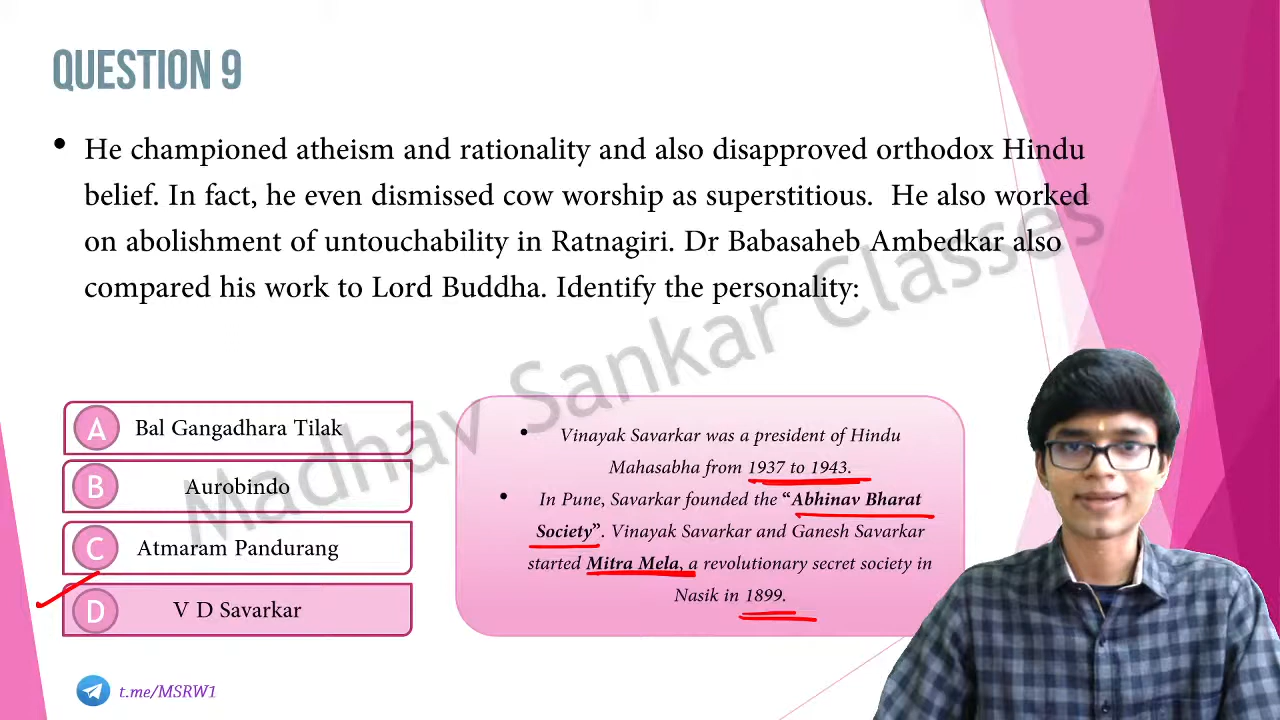 QUESTION 9
• He championed atheism and rationality and also disapproved orthodox Hindu
belief. In fact, he even dismissed cow worship as superstitious. He also worked
on abolishment of untouchability in Ratnagiri. Dr Babasaheb Ambedkar also
compared his work to Lord Buddha. Identify the personality:
Madhav Sankar Classes
A Bal Gangadhara Tilak
B Aurobindo
C Atmaram Pandurang
D V D Savarkar
• Vinayak Savarkar was a president of Hindu
Mahasabha from 1937 to 1943.
• In Pune, Savarkar founded the “Abhinav Bharat
Society”. Vinayak Savarkar and Ganesh Savarkar
started Mitra Mela, a revolutionary secret society in
Nasik in 1899.
t.me/MSRW1